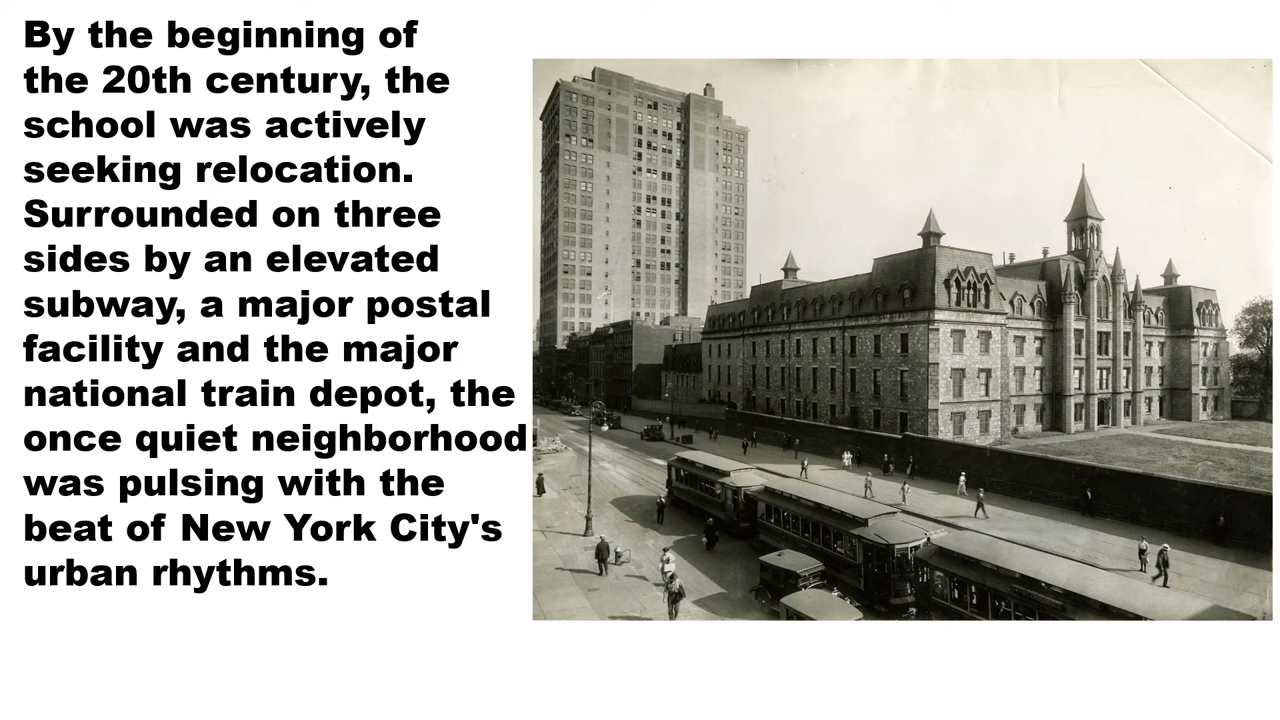 By the beginning of
the 20th century, the
school was actively
seeking relocation.
Surrounded on three
sides by an elevated
subway, a major postal
facility and the major
national train depot, the
once quiet neighborhood
was pulsing with the
beat of New York City's
urban rhythms.